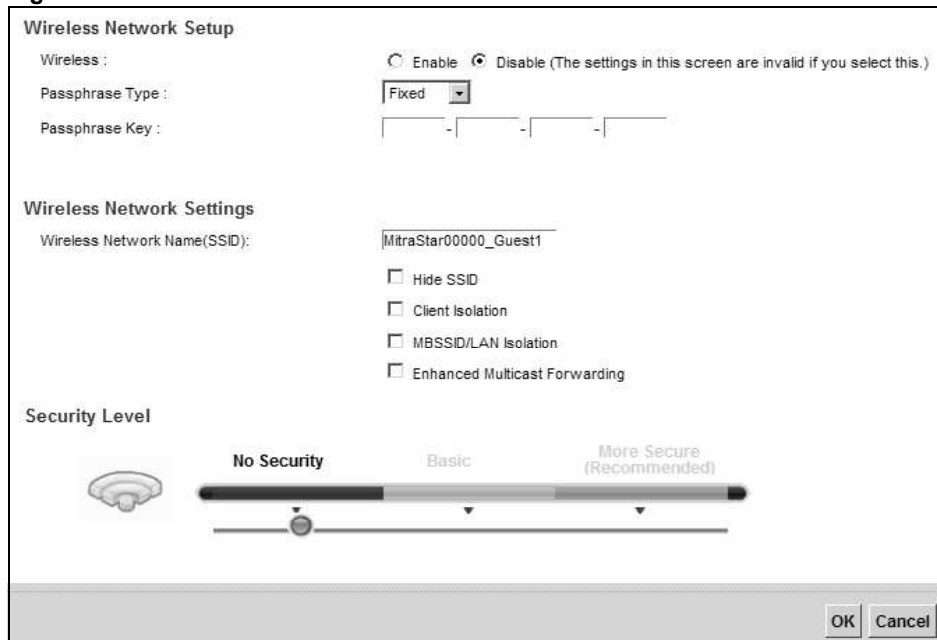 Wireless Network Setup
Wireless : Enable Disable (The settings in this screen are invalid if you select this.)
Passphrase Type : Fixed
Passphrase Key : - - -
Wireless Network Settings
Wireless Network Name(SSID): MitraStar00000_Guest1
Hide SSID
Client Isolation
MBSSID/LAN Isolation
Enhanced Multicast Forwarding
Security Level
No Security Basic More Secure
(Recommended)
OK Cancel